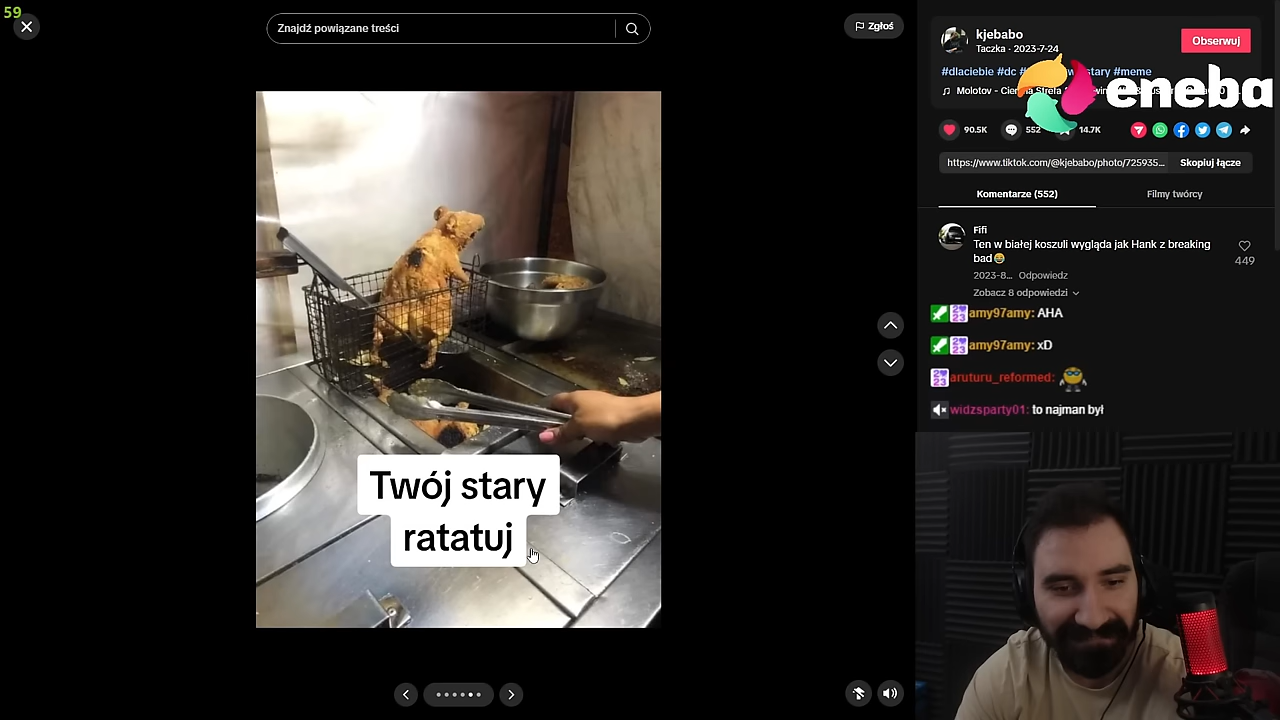 59
Znajdź powiązane treści
Zgłoś
Twój stary
ratatuj
kjebabo
Taczka · 2023-7-24
Obserwuj
#dlaciebie #dc #meme
eneba
Molotov -
90.5K
552
14.7K
https://www.tiktok.com/@kjebabo/photo/725935...
Skopiuj łącze
Komentarze (552)
Filmy twórcy
Fifi
Ten w białej koszuli wygląda jak Hank z breaking
bad
449
2023-8... Odpowiedz
Zobacz 8 odpowiedzi
amy97amy: AHA
amy97amy: xD
aruturu_reformed:
widzsparty01: to najman był